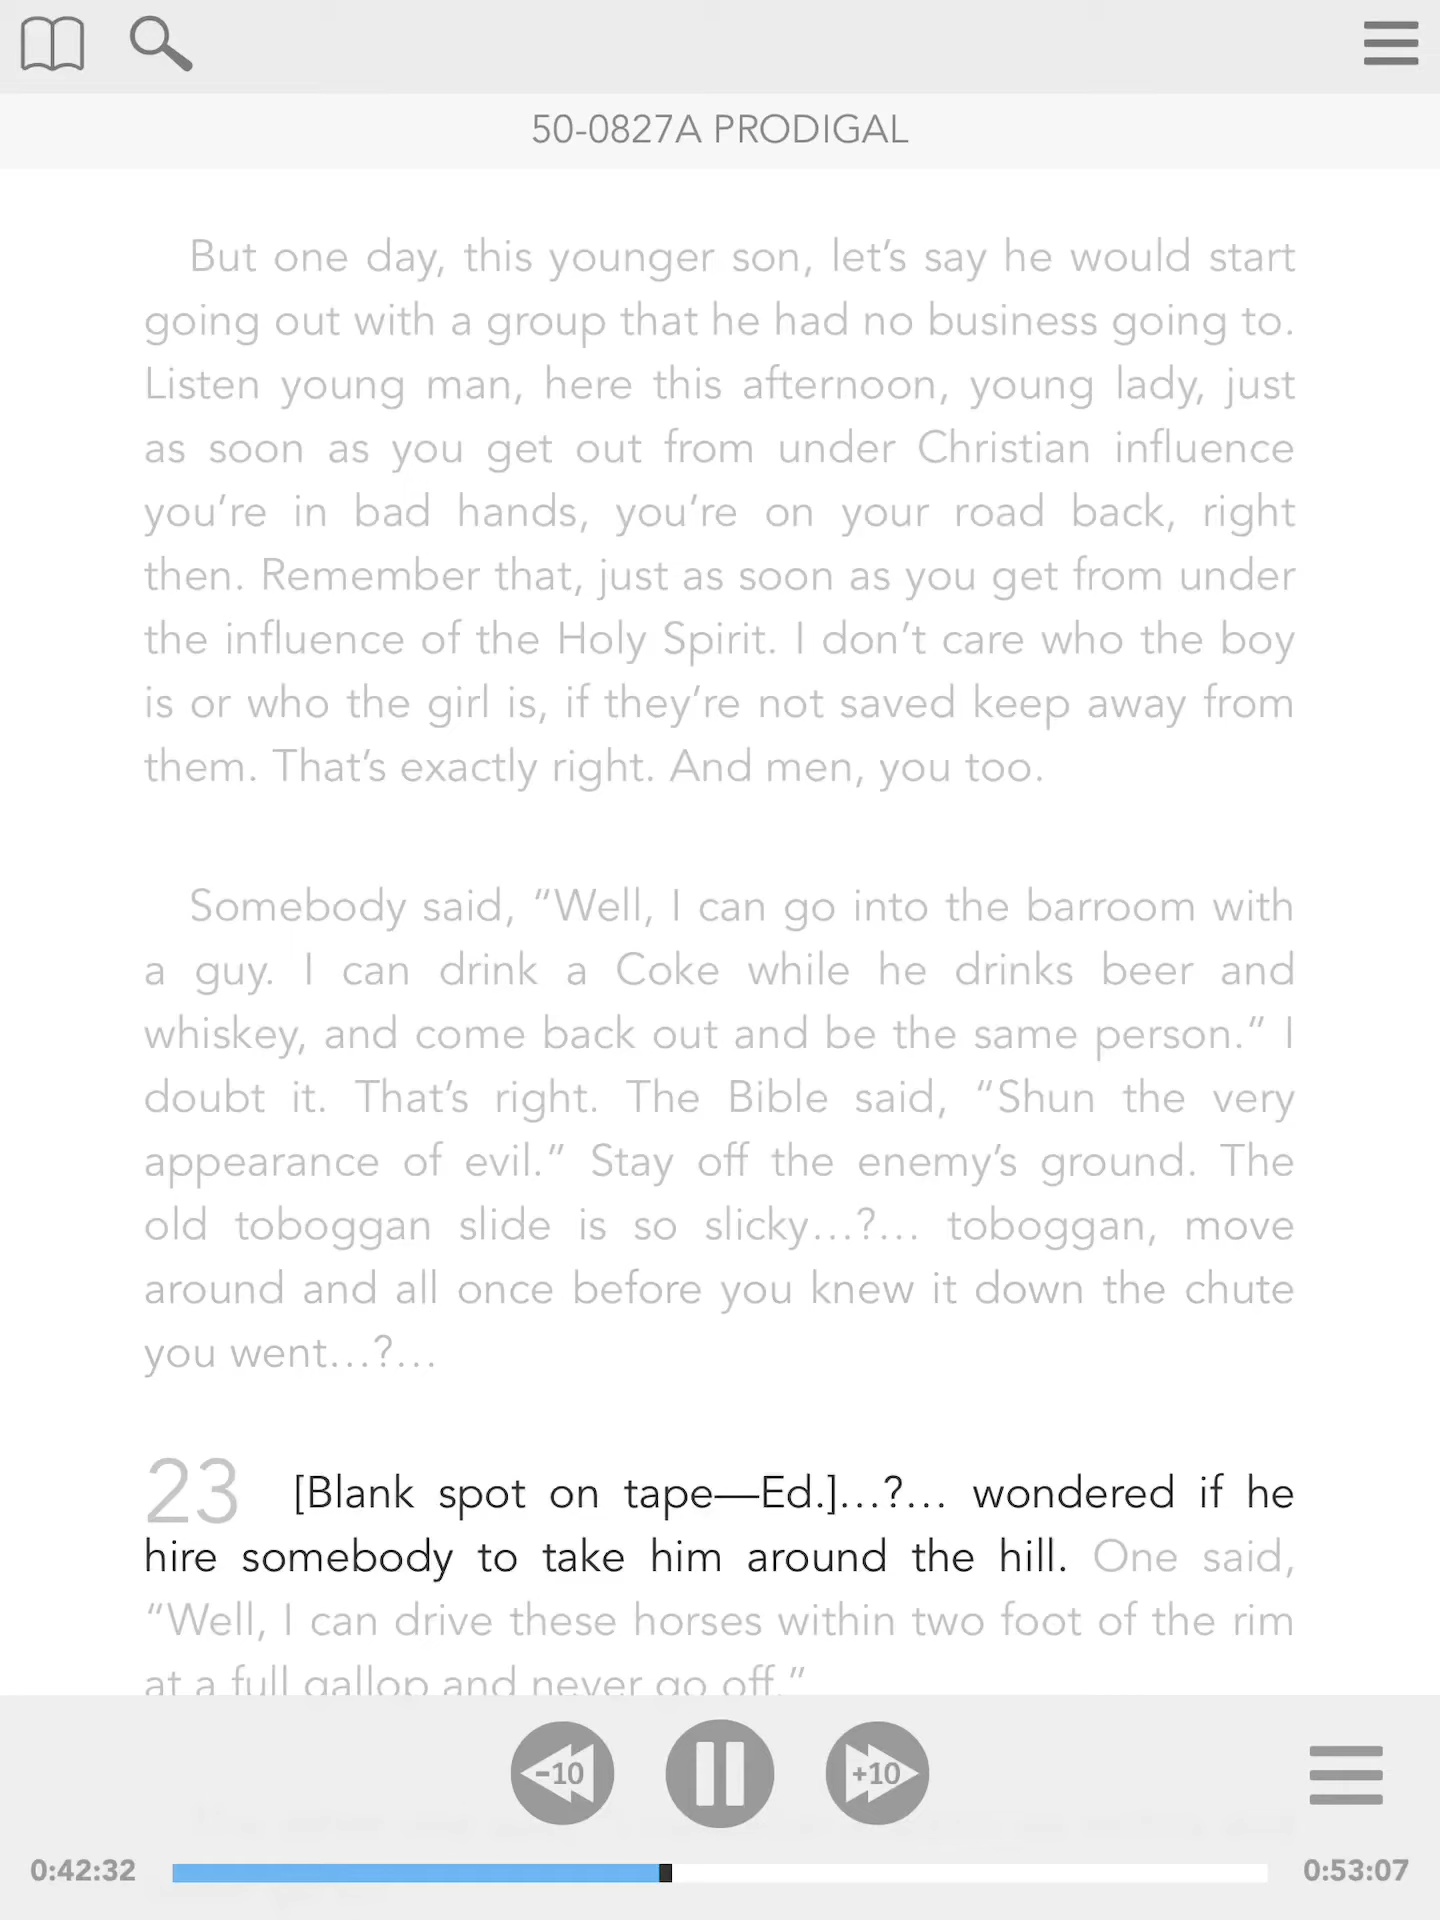 50-0827A PRODIGAL
But one day, this younger son, let’s say he would start
going out with a group that he had no business going to.
Listen young man, here this afternoon, young lady, just
as soon as you get out from under Christian influence
you’re in bad hands, you’re on your road back, right
then. Remember that, just as soon as you get from under
the influence of the Holy Spirit. I don’t care who the boy
is or who the girl is, if they’re not saved keep away from
them. That’s exactly right. And men, you too.
Somebody said, “Well, I can go into the barroom with
a guy. I can drink a Coke while he drinks beer and
whiskey, and come back out and be the same person.” I
doubt it. That’s right. The Bible said, “Shun the very
appearance of evil.” Stay off the enemy’s ground. The
old toboggan slide is so slicky…?… toboggan, move
around and all once before you knew it down the chute
you went…?…
23 [Blank spot on tape—Ed.]…?… wondered if he
hire somebody to take him around the hill. One said,
“Well, I can drive these horses within two foot of the rim
at a full gallop and never go off.”
-10 +10
0:42:32 0:53:07